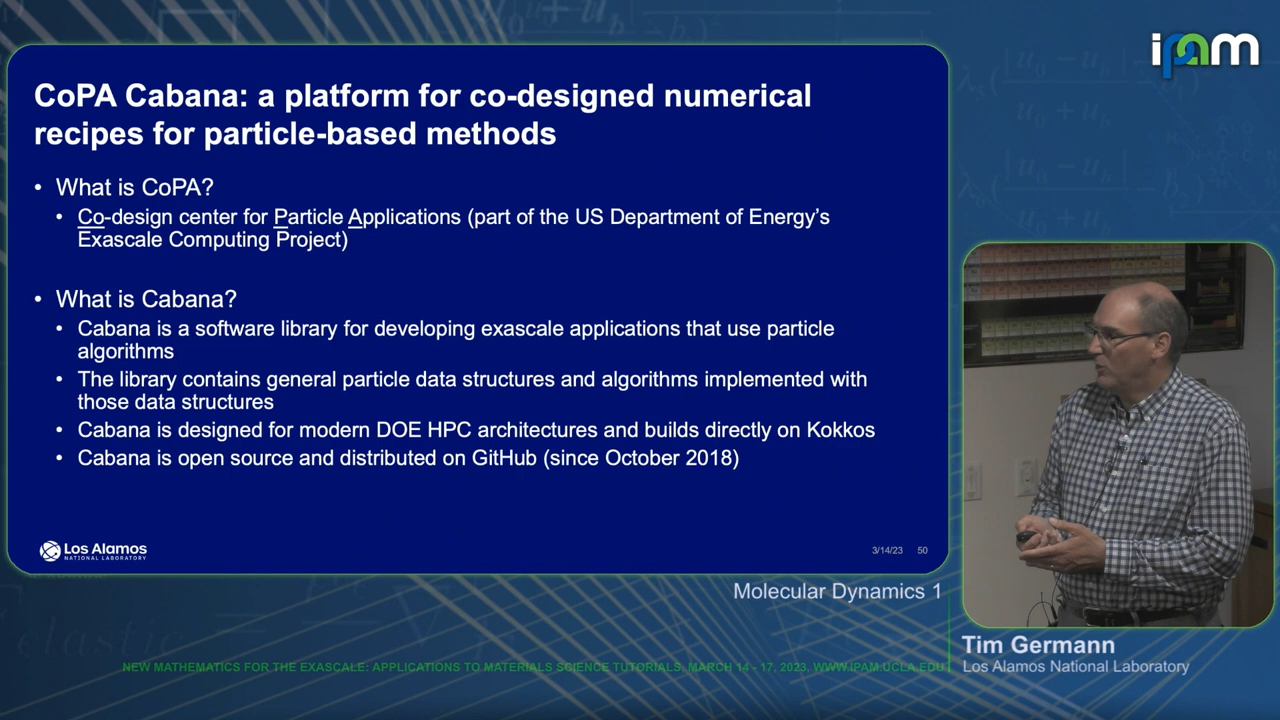 ipam
CoPA Cabana: a platform for co-designed numerical
recipes for particle-based methods
• What is CoPA?
• Co-design center for Particle Applications (part of the US Department of Energy's
Exascale Computing Project)
• What is Cabana?
• Cabana is a software library for developing exascale applications that use particle
algorithms
• The library contains general particle data structures and algorithms implemented with
those data structures
• Cabana is designed for modern DOE HPC architectures and builds directly on Kokkos
• Cabana is open source and distributed on GitHub (since October 2018)
Los Alamos
NATIONAL LABORATORY
3/14/23 50
Molecular Dynamics 1
Tim Germann
Los Alamos National Laboratory
NEW MATHEMATICS FOR THE EXASCALE: APPLICATIONS TO MATERIALS SCIENCE TUTORIALS, MARCH 14 - 17, 2023, WWW.IPAM.UCLA.EDU
elastic